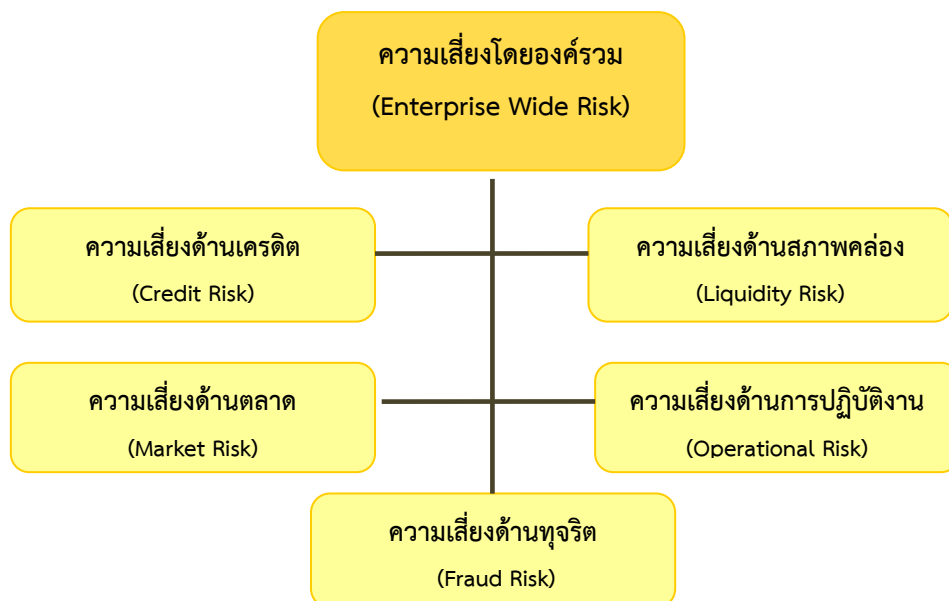 ความเสี่ยงโดยองค์รวม
(Enterprise Wide Risk)
ความเสี่ยงด้านเครดิต
(Credit Risk)
ความเสี่ยงด้านสภาพคล่อง
(Liquidity Risk)
ความเสี่ยงด้านตลาด
(Market Risk)
ความเสี่ยงด้านการปฏิบัติงาน
(Operational Risk)
ความเสี่ยงด้านทุจริต
(Fraud Risk)